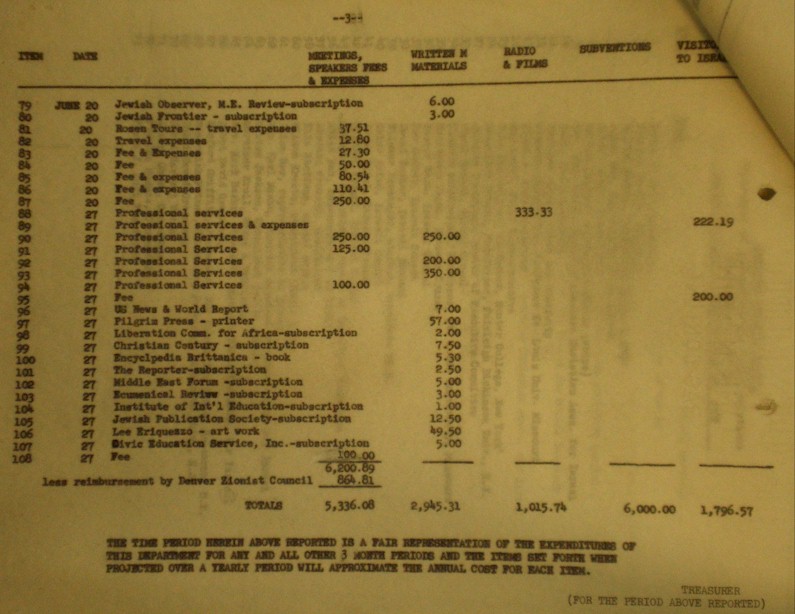 --3--
ITEM DATE MEETINGS, SPEAKERS FEES & EXPENSES WRITTEN M MATERIALS RADIO & FILMS SUBVENTIONS VISITO TO ISRA
79 JUNE 20 Jewish Observer, M.E. Review-subscription 6.00
80 20 Jewish Frontier - subscription 3.00
81 20 Rosen Tours -- travel expenses 37.51
82 20 Travel expenses 12.80
83 20 Fee & Expenses 27.30
84 20 Fee 50.00
85 20 Fee & expenses 80.54
86 20 Fee & expenses 110.41
87 20 Fee 250.00
88 27 Professional services 333.33
89 27 Professional services & expenses 222.19
90 27 Professional Services 250.00 250.00
91 27 Professional Service 125.00
92 27 Professional Services 200.00
93 27 Professional Services 350.00
94 27 Professional Services 100.00
95 27 Fee 200.00
96 27 US News & World Report 7.00
97 27 Pilgrim Press - printer 57.00
98 27 Liberation Comm. for Africa-subscription 2.00
99 27 Christian Century - subscription 7.50
100 27 Encyclpedia Brittanica - book 5.30
101 27 The Reporter-subscription 2.50
102 27 Middle East Forum -subscription 5.00
103 27 Ecumenical Review -subscription 3.00
104 27 Institute of Int'l Education-subscription 1.00
105 27 Jewish Publication Society-subscription 12.50
106 27 Lee Eriquezzo - art work 49.50
107 27 Civic Education Service, Inc.-subscription 5.00
108 27 Fee 100.00
6,200.89
less reimbursement by Denver Zionist Council 864.81
TOTALS 5,336.08 2,945.31 1,015.74 6,000.00 1,796.57
THE TIME PERIOD HEREIN ABOVE REPORTED IS A FAIR REPRESENTATION OF THE EXPENDITURES OF
THIS DEPARTMENT FOR ANY AND ALL OTHER 3 MONTH PERIODS AND THE ITEMS SET FORTH WHEN
PROJECTED OVER A YEARLY PERIOD WILL APPROXIMATE THE ANNUAL COST FOR EACH ITEM.
TREASURER
(FOR THE PERIOD ABOVE REPORTED)